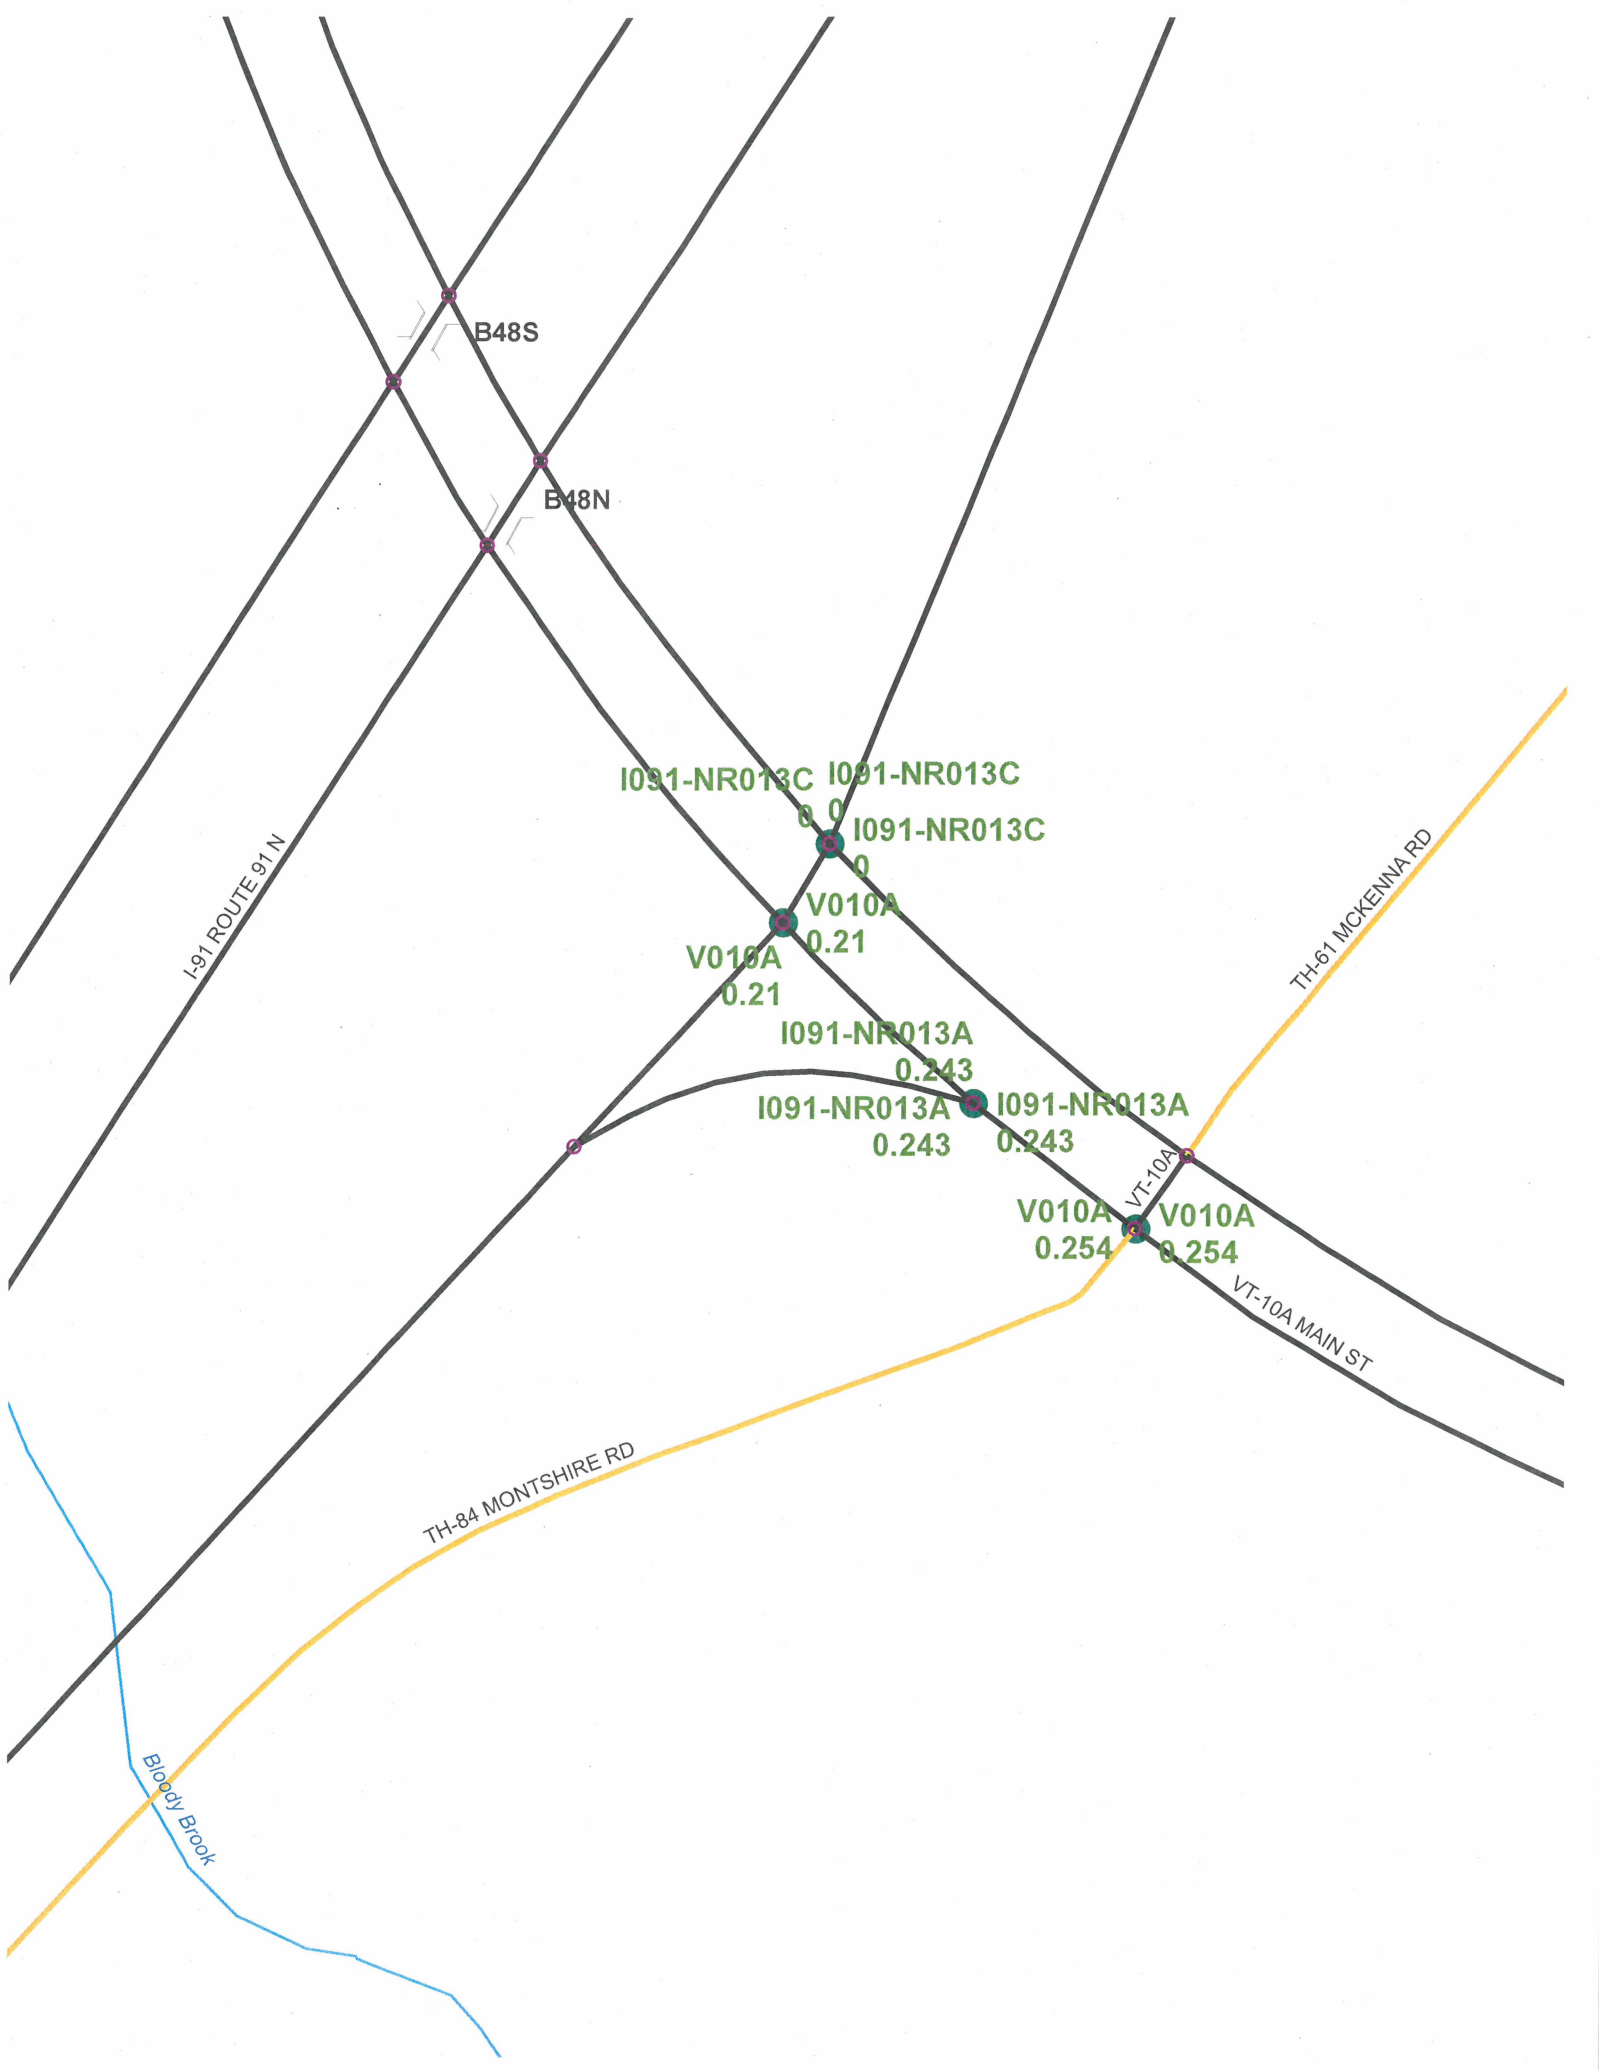 B48S
B48N
I091-NR013C
0
I091-NR013C
0
I091-NR013C
0
V010A
0.21
V010A
0.21
I-91 ROUTE 91 N
TH-61 MCKENNA RD
I091-NR013A
0.243
I091-NR013A
0.243
I091-NR013A
0.243
VT-10A
V010A
0.254
V010A
0.254
VT-10A MAIN ST
TH-84 MONTSHIRE RD
Bloody Brook